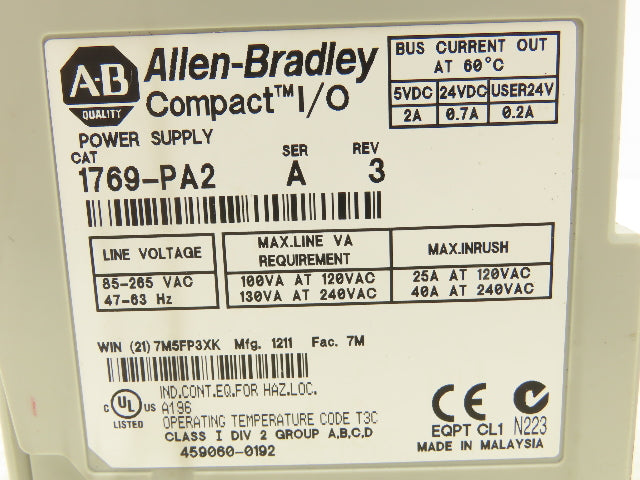 A-B
QUALITY
Allen-Bradley
Compact™ I/O
BUS CURRENT OUT
AT 60°C
5VDC 24VDC USER24V
2A 0.7A 0.2A
POWER SUPPLY
CAT SER REV
1769-PA2 A 3
LINE VOLTAGE
85-265 VAC
47-63 Hz
MAX.LINE VA
REQUIREMENT
100VA AT 120VAC
130VA AT 240VAC
MAX.INRUSH
25A AT 120VAC
40A AT 240VAC
WIN (21) 7M5FP3XK Mfg. 1211 Fac. 7M
C UL US
LISTED
IND.CONT.EQ.FOR HAZ.LOC.
A196
OPERATING TEMPERATURE CODE T3C
CLASS I DIV 2 GROUP A,B,C,D
459060-0192
CE
EQPT CL1 N223
MADE IN MALAYSIA